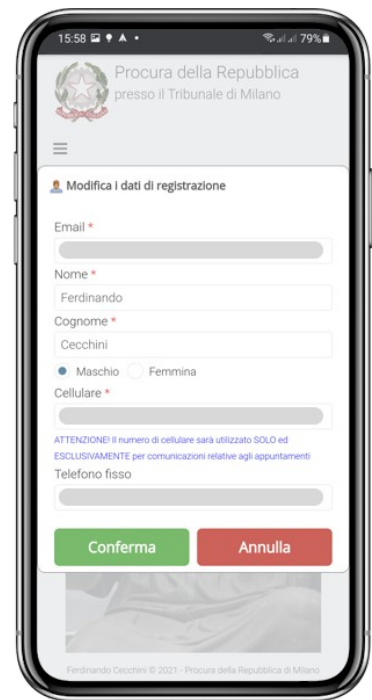 15:58
79%
Procura della Repubblica
presso il Tribunale di Milano
Modifica i dati di registrazione
Email *
Nome *
Ferdinando
Cognome *
Cecchini
Maschio Femmina
Cellulare *
ATTENZIONE! Il numero di cellulare sarà utilizzato SOLO ed
ESCLUSIVAMENTE per comunicazioni relative agli appuntamenti
Telefono fisso
Conferma Annulla
Ferdinando Cecchini © 2021 - Procura della Repubblica di Milano